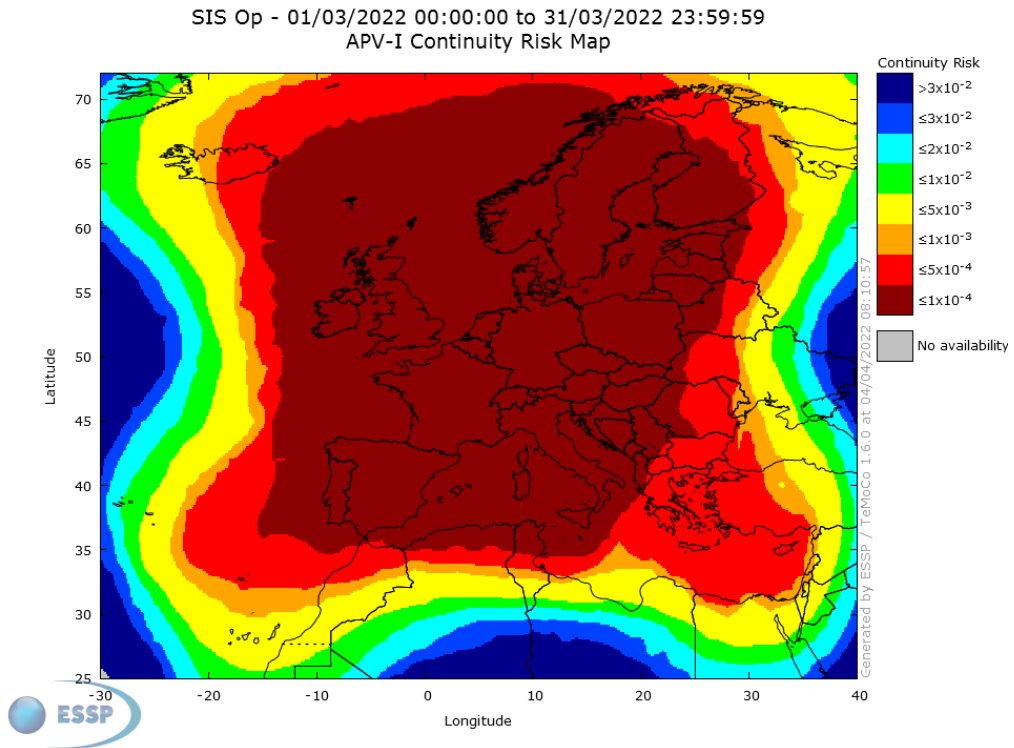 SIS Op - 01/03/2022 00:00:00 to 31/03/2022 23:59:59
APV-I Continuity Risk Map
Continuity Risk
>3x10⁻²
≤3x10⁻²
≤2x10⁻²
≤1x10⁻²
≤5x10⁻³
≤1x10⁻³
≤5x10⁻⁴
≤1x10⁻⁴
No availability
Latitude
70
65
60
55
50
45
40
35
30
25
-30 -20 -10 0 10 20 30 40
Longitude
Generated by ESSP / TeMoCo 1.6.0 at 04/04/2022 08:10:57
ESSP